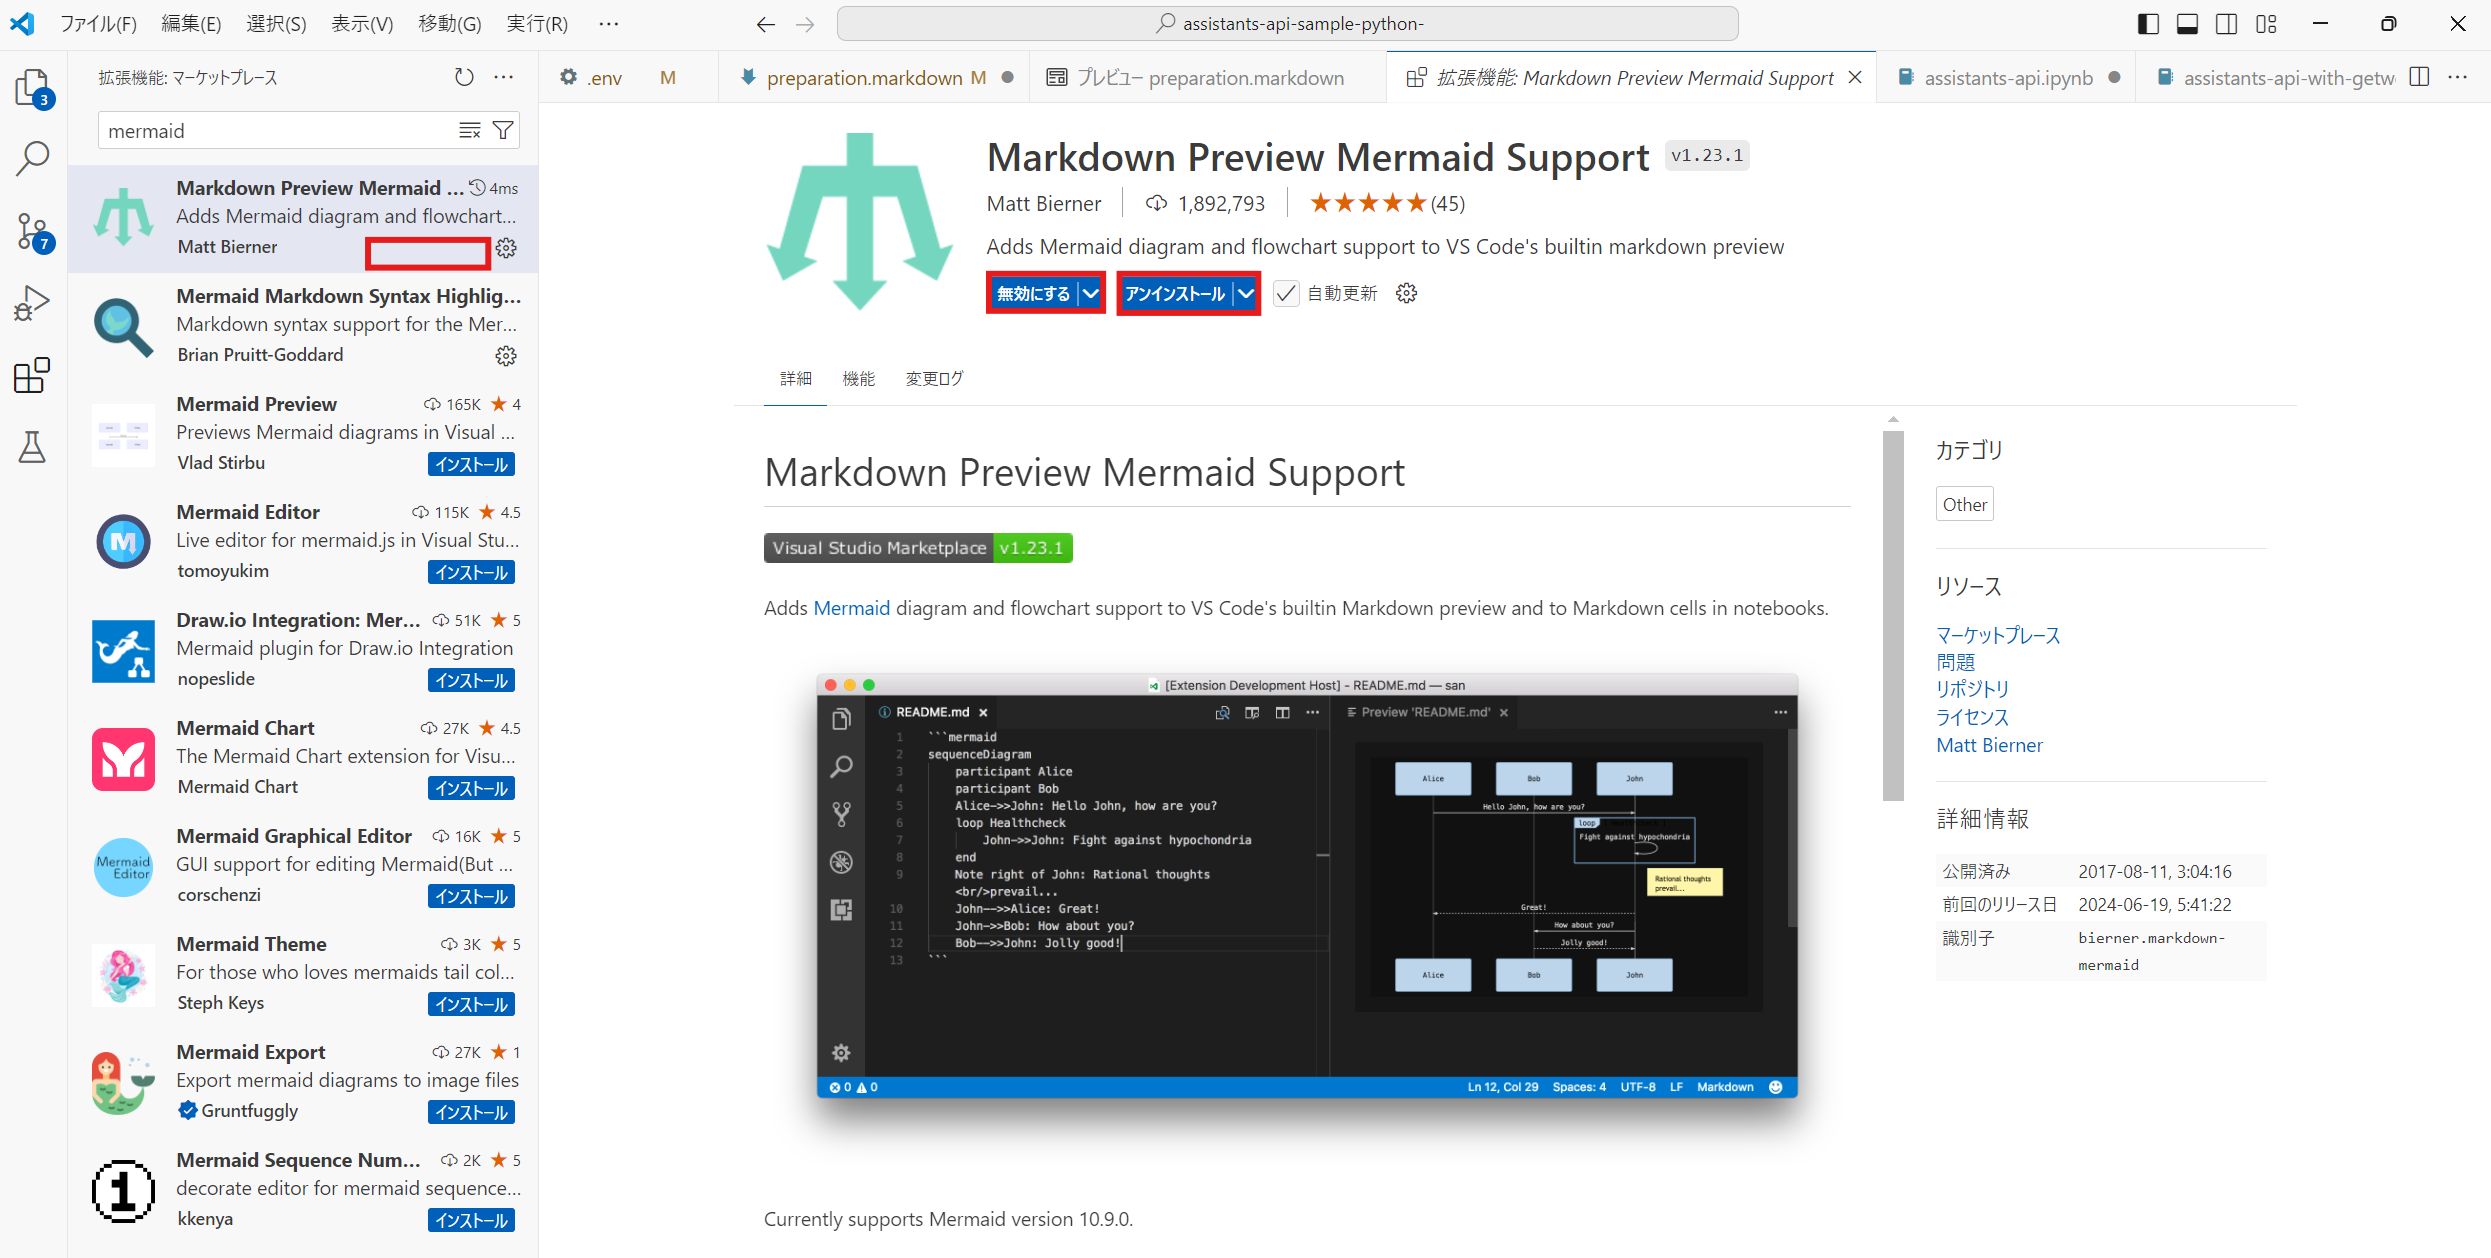 ファイル(F) 編集(E) 選択(S) 表示(V) 移動(G) 実行(R) ···
assistants-api-sample-python-
拡張機能: マーケットプレース
.env M
preparation.markdown M
プレビュー preparation.markdown
拡張機能: Markdown Preview Mermaid Support
assistants-api.ipynb
assistants-api-with-getw
3
7
mermaid
Markdown Preview Mermaid ... 4ms
Adds Mermaid diagram and flowchart...
Matt Bierner
Mermaid Markdown Syntax Highlig...
Markdown syntax support for the Mer...
Brian Pruitt-Goddard
Mermaid Preview 165K ★ 4
Previews Mermaid diagrams in Visual ...
Vlad Stirbu インストール
Mermaid Editor 115K ★ 4.5
Live editor for mermaid.js in Visual Stu...
tomoyukim インストール
Draw.io Integration: Mer... 51K ★ 5
Mermaid plugin for Draw.io Integration
nopeslide インストール
Mermaid Chart 27K ★ 4.5
The Mermaid Chart extension for Visu...
Mermaid Chart インストール
Mermaid Editor
Mermaid Graphical Editor 16K ★ 5
GUI support for editing Mermaid(But ...
corschenzi インストール
Mermaid Theme 3K ★ 5
For those who loves mermaids tail col...
Steph Keys インストール
Mermaid Export 27K ★ 1
Export mermaid diagrams to image files
Gruntfuggly インストール
Mermaid Sequence Num... 2K ★ 5
decorate editor for mermaid sequence...
kkenya インストール
Markdown Preview Mermaid Support v1.23.1
Matt Bierner 1,892,793 ★★★★★(45)
Adds Mermaid diagram and flowchart support to VS Code's builtin markdown preview
無効にする アンインストール 自動更新
詳細 機能 変更ログ
Markdown Preview Mermaid Support
Visual Studio Marketplace v1.23.1
Adds Mermaid diagram and flowchart support to VS Code's builtin Markdown preview and to Markdown cells in notebooks.
[Extension Development Host] - README.md — san
README.md
1 ```mermaid
2 sequenceDiagram
3 participant Alice
4 participant Bob
5 Alice->>John: Hello John, how are you?
6 loop Healthcheck
7 John->>John: Fight against hypochondria
8 end
9 Note right of John: Rational thoughts
<br/>prevail...
10 John-->>Alice: Great!
11 John->>Bob: How about you?
12 Bob-->>John: Jolly good!
13 ```
Preview 'README.md'
Alice Bob John
Hello John, how are you?
loop
Fight against hypochondria
Rational thoughts
prevail...
Great!
How about you?
Jolly good!
Alice Bob John
0 0 Ln 12, Col 29 Spaces: 4 UTF-8 LF Markdown
Currently supports Mermaid version 10.9.0.
カテゴリ
Other
リソース
マーケットプレース
問題
リポジトリ
ライセンス
Matt Bierner
詳細情報
公開済み 2017-08-11, 3:04:16
前回のリリース日 2024-06-19, 5:41:22
識別子 bierner.markdown-
mermaid